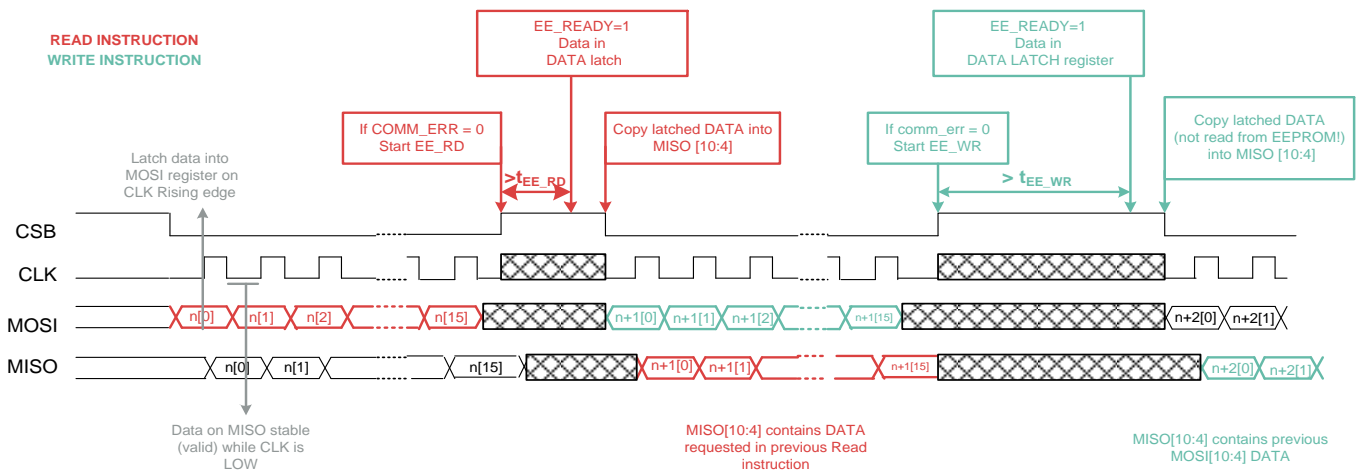 READ INSTRUCTION
WRITE INSTRUCTION
EE_READY=1
Data in
DATA latch
EE_READY=1
Data in
DATA LATCH register
If COMM_ERR = 0
Start EE_RD
Copy latched DATA into
MISO [10:4]
If comm_err = 0
Start EE_WR
Copy latched DATA
(not read from EEPROM!)
into MISO [10:4]
Latch data into
MOSI register on
CLK Rising edge
>tEE_RD
> tEE_WR
CSB
CLK
MOSI
n[0] n[1] n[2] n[15] n+1[0] n+1[1] n+1[2] n+1[15] n+2[0] n+2[1]
MISO
n[0] n[1] n[15] n+1[0] n+1[1] n+1[15] n+2[0] n+2[1]
Data on MISO stable
(valid) while CLK is
LOW
MISO[10:4] contains DATA
requested in previous Read
instruction
MISO[10:4] contains previous
MOSI[10:4] DATA